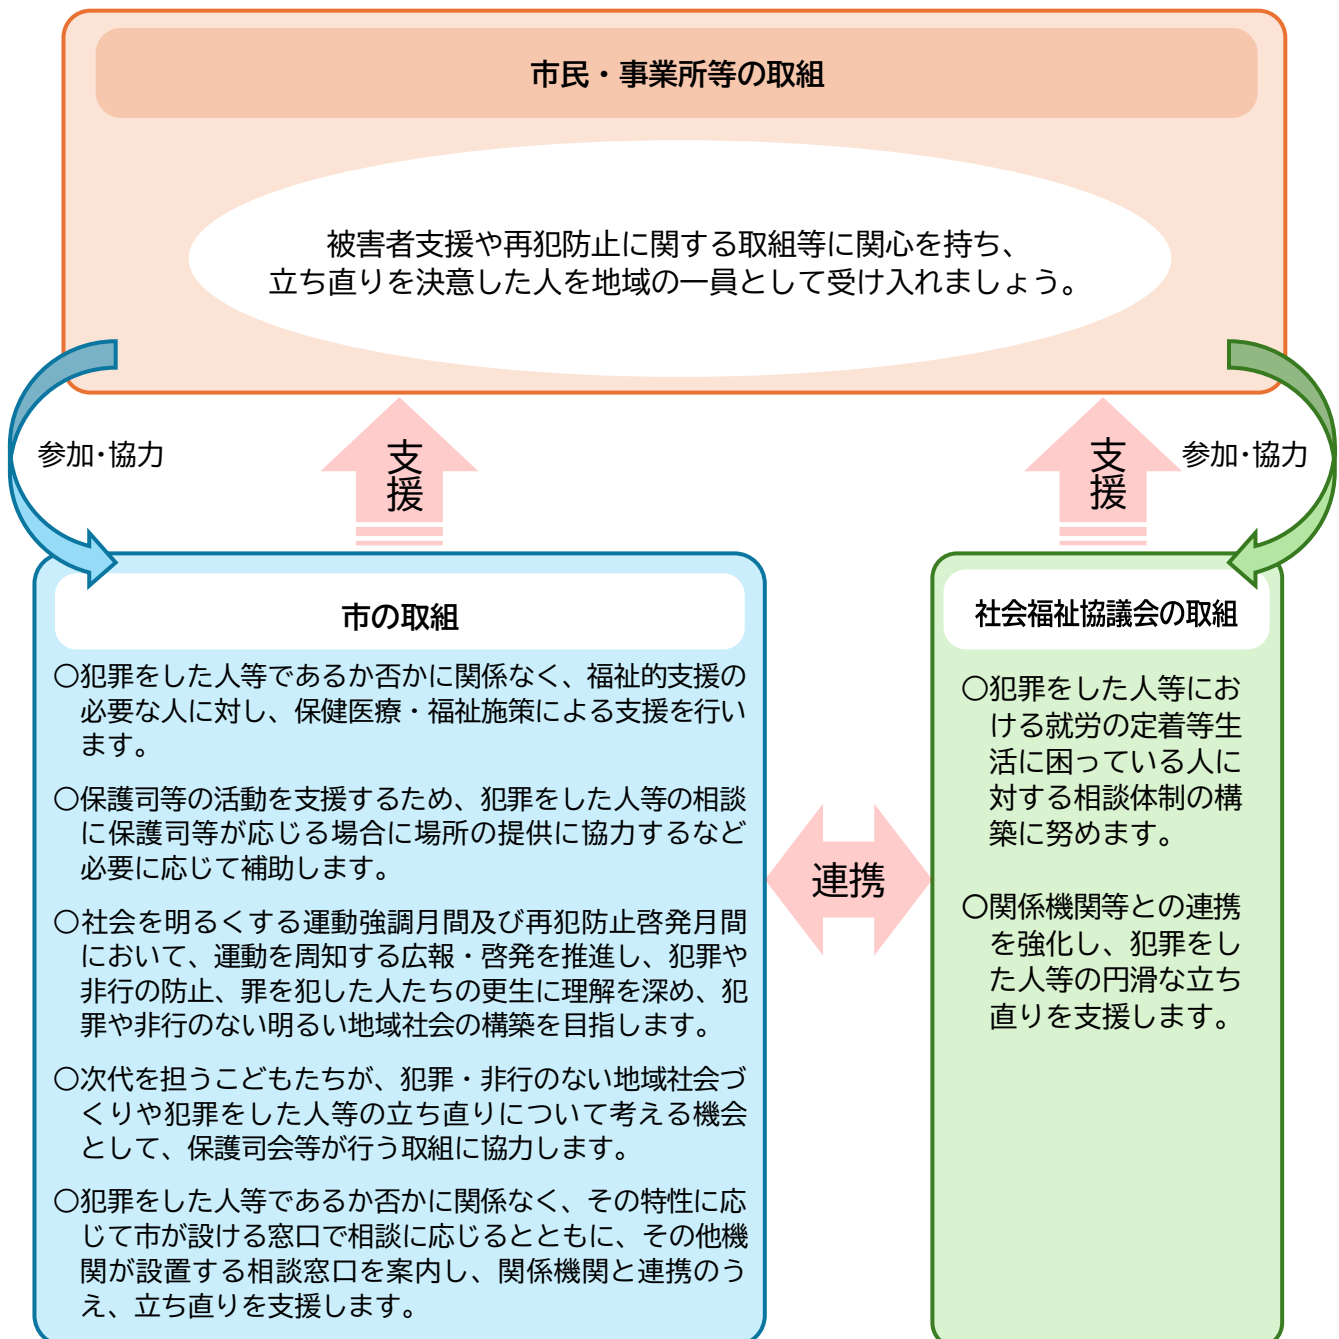 市民・事業所等の取組
被害者支援や再犯防止に関する取組等に関心を持ち、
立ち直りを決意した人を地域の一員として受け入れましょう。
参加・協力
支援
支援
参加・協力
市の取組
〇犯罪をした人等であるか否かに関係なく、福祉的支援の
必要な人に対し、保健医療・福祉施策による支援を行い
ます。
〇保護司等の活動を支援するため、犯罪をした人等の相談
に保護司等が応じる場合に場所の提供に協力するなど
必要に応じて補助します。
〇社会を明るくする運動強調月間及び再犯防止啓発月間
において、運動を周知する広報・啓発を推進し、犯罪や
非行の防止、罪を犯した人たちの更生に理解を深め、犯
罪や非行のない明るい地域社会の構築を目指します。
〇次代を担うこどもたちが、犯罪・非行のない地域社会づ
くりや犯罪をした人等の立ち直りについて考える機会
として、保護司会等が行う取組に協力します。
〇犯罪をした人等であるか否かに関係なく、その特性に応
じて市が設ける窓口で相談に応じるとともに、その他機
関が設置する相談窓口を案内し、関係機関と連携のう
え、立ち直りを支援します。
連携
社会福祉協議会の取組
〇犯罪をした人等にお
ける就労の定着等生
活に困っている人に
対する相談体制の構
築に努めます。
〇関係機関等との連携
を強化し、犯罪をし
た人等の円滑な立ち
直りを支援します。